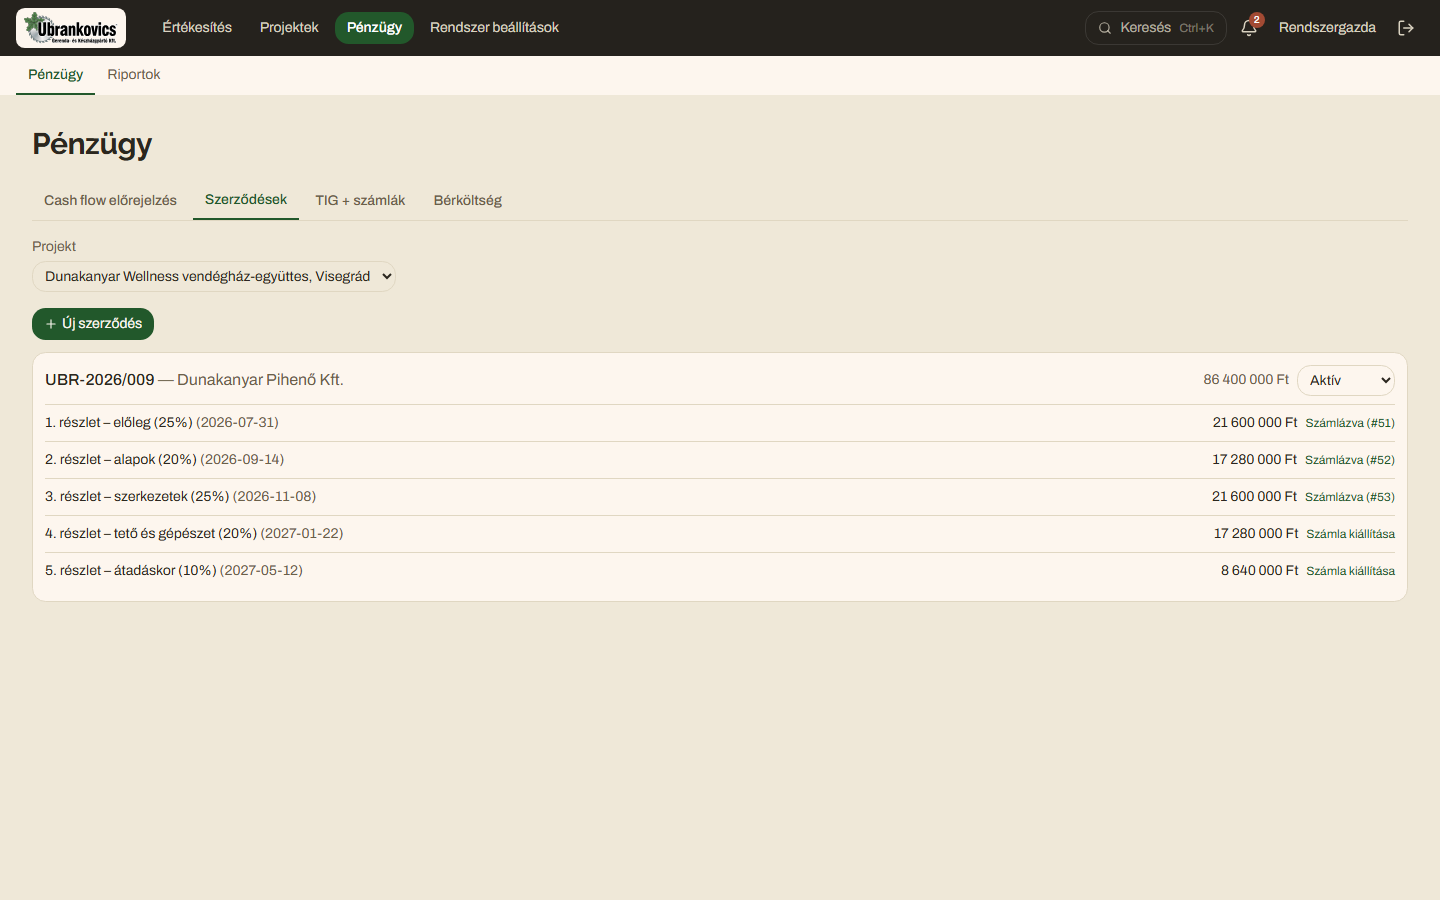 Ubrankovics
Gerenda- és Készházgyártó Kft.
Értékesítés
Projektek
Pénzügy
Rendszer beállítások
Keresés Ctrl+K
2
Rendszergazda
Pénzügy
Riportok
Pénzügy
Cash flow előrejelzés
Szerződések
TIG + számlák
Bérköltség
Projekt
Dunakanyar Wellness vendégház-együttes, Visegrád
+ Új szerződés
UBR-2026/009 — Dunakanyar Pihenő Kft. 86 400 000 Ft Aktív
1. részlet – előleg (25%) (2026-07-31) 21 600 000 Ft Számlázva (#51)
2. részlet – alapok (20%) (2026-09-14) 17 280 000 Ft Számlázva (#52)
3. részlet – szerkezetek (25%) (2026-11-08) 21 600 000 Ft Számlázva (#53)
4. részlet – tető és gépészet (20%) (2027-01-22) 17 280 000 Ft Számla kiállítása
5. részlet – átadáskor (10%) (2027-05-12) 8 640 000 Ft Számla kiállítása